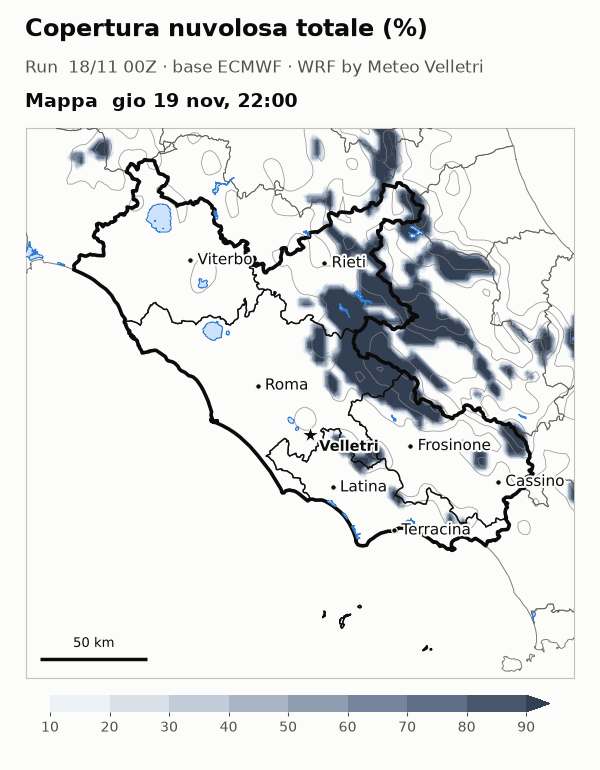 Copertura nuvolosa totale (%)
Run 18/11 00Z · base ECMWF · WRF by Meteo Velletri
Mappa gio 19 nov, 22:00
Viterbo
Rieti
Roma
Velletri
Frosinone
Cassino
Latina
Terracina
50 km
10 20 30 40 50 60 70 80 90